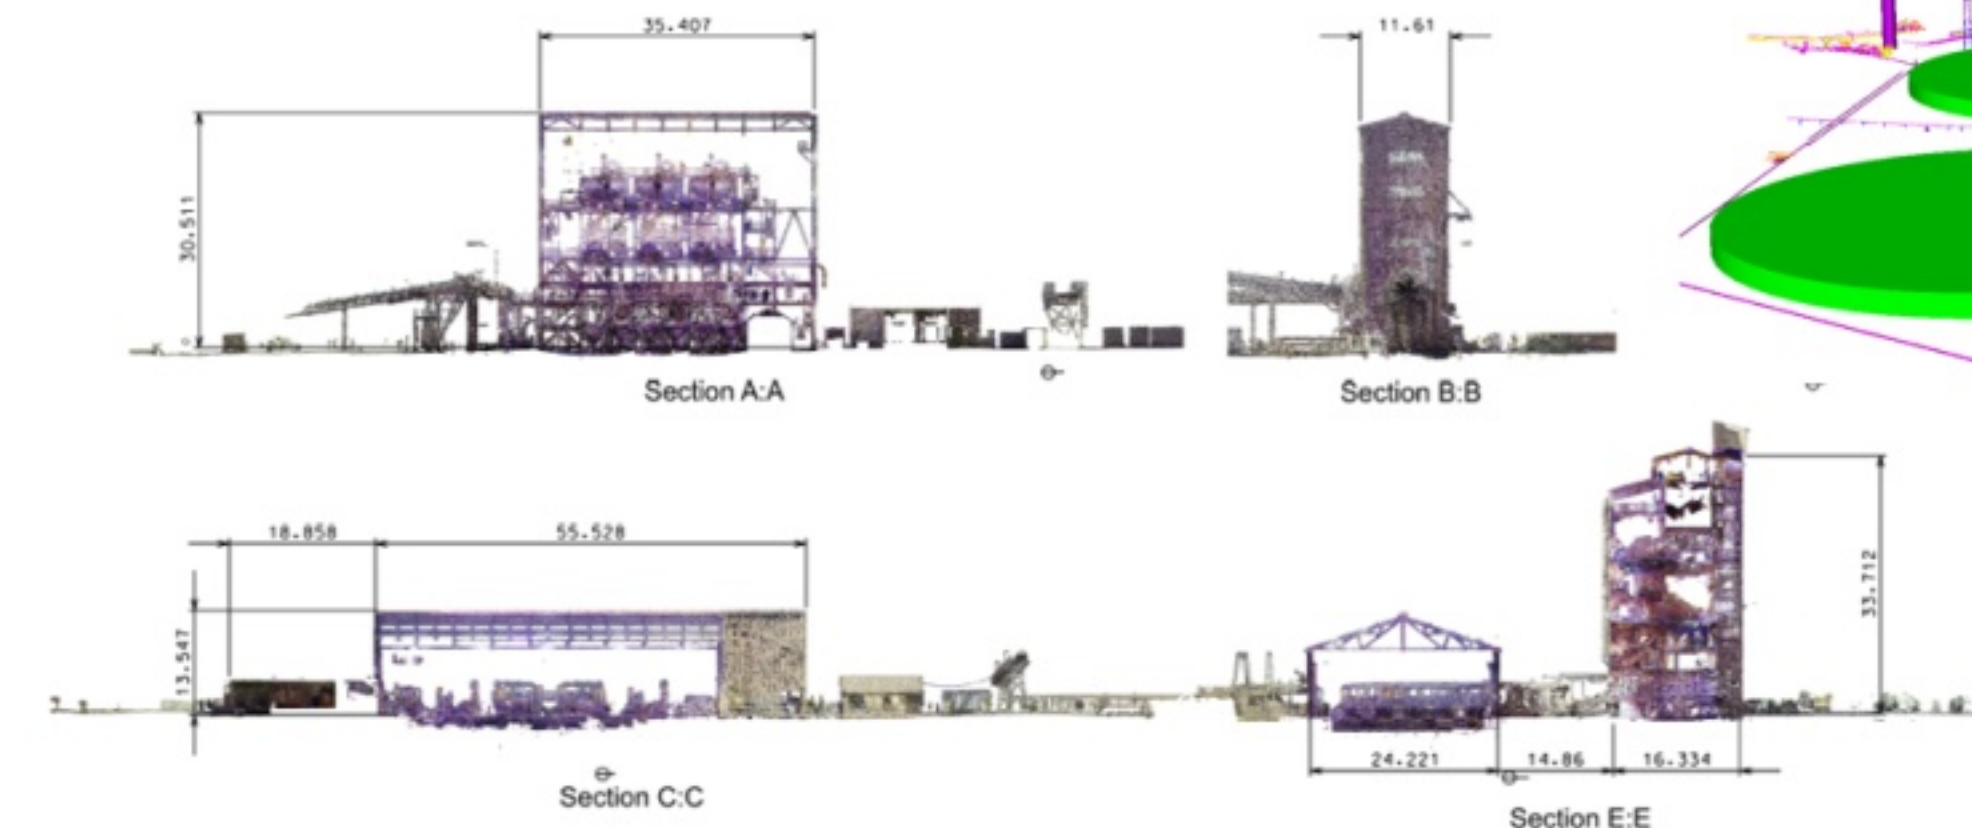 35.407
11.61
30.511
0
Section A:A
Section B:B
18.858
55.528
13.547
33.712
24.221
14.86
16.334
Section C:C
Section E:E